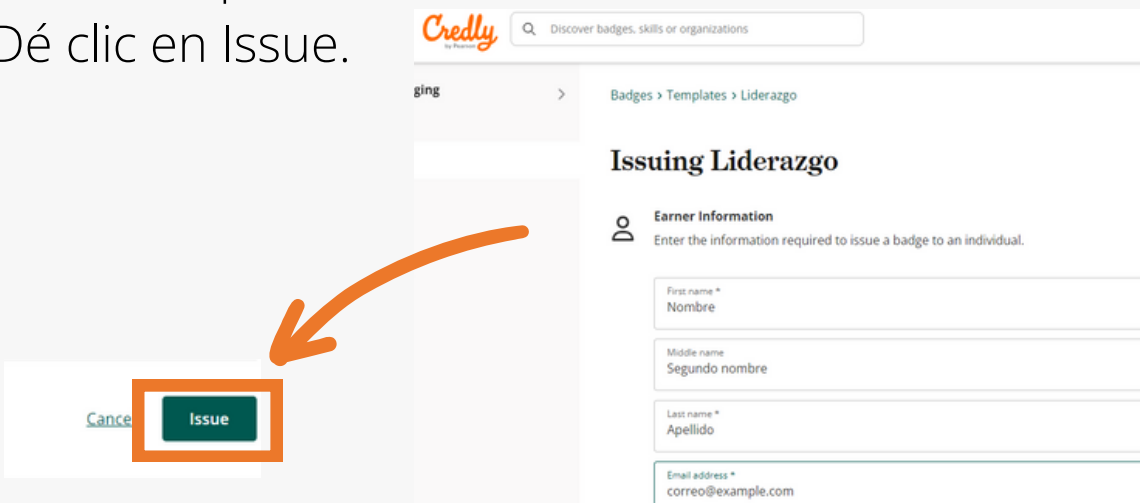 Dé clic en Issue.
Cance
Issue
Credly
by Pearson
Discover badges, skills or organizations
ging
Badges > Templates > Liderazgo
Issuing Liderazgo
Earner Information
Enter the information required to issue a badge to an individual.
First name *
Nombre
Middle name
Segundo nombre
Last name *
Apellido
Email address *
correo@example.com